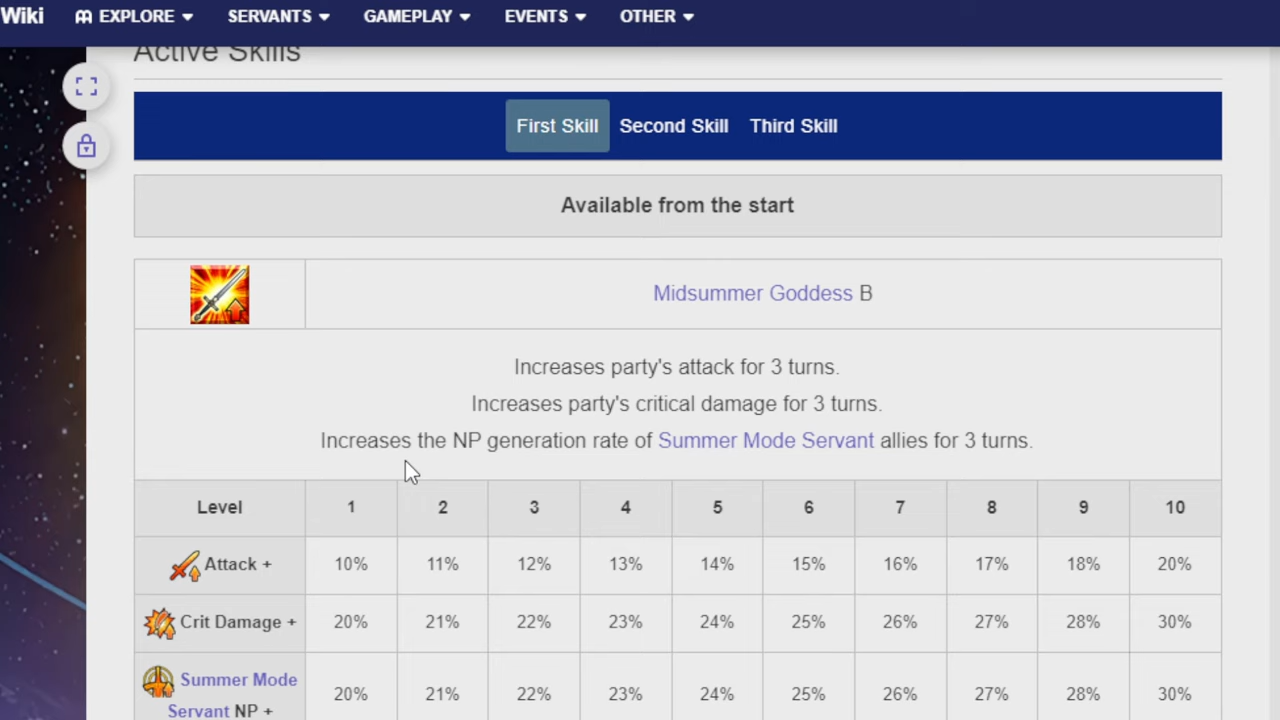 Wiki EXPLORE SERVANTS GAMEPLAY EVENTS OTHER
Active Skills
First Skill Second Skill Third Skill
Available from the start
Midsummer Goddess B
Increases party's attack for 3 turns.
Increases party's critical damage for 3 turns.
Increases the NP generation rate of Summer Mode Servant allies for 3 turns.
Level 1 2 3 4 5 6 7 8 9 10
Attack + 10% 11% 12% 13% 14% 15% 16% 17% 18% 20%
Crit Damage + 20% 21% 22% 23% 24% 25% 26% 27% 28% 30%
Summer Mode
Servant NP + 20% 21% 22% 23% 24% 25% 26% 27% 28% 30%